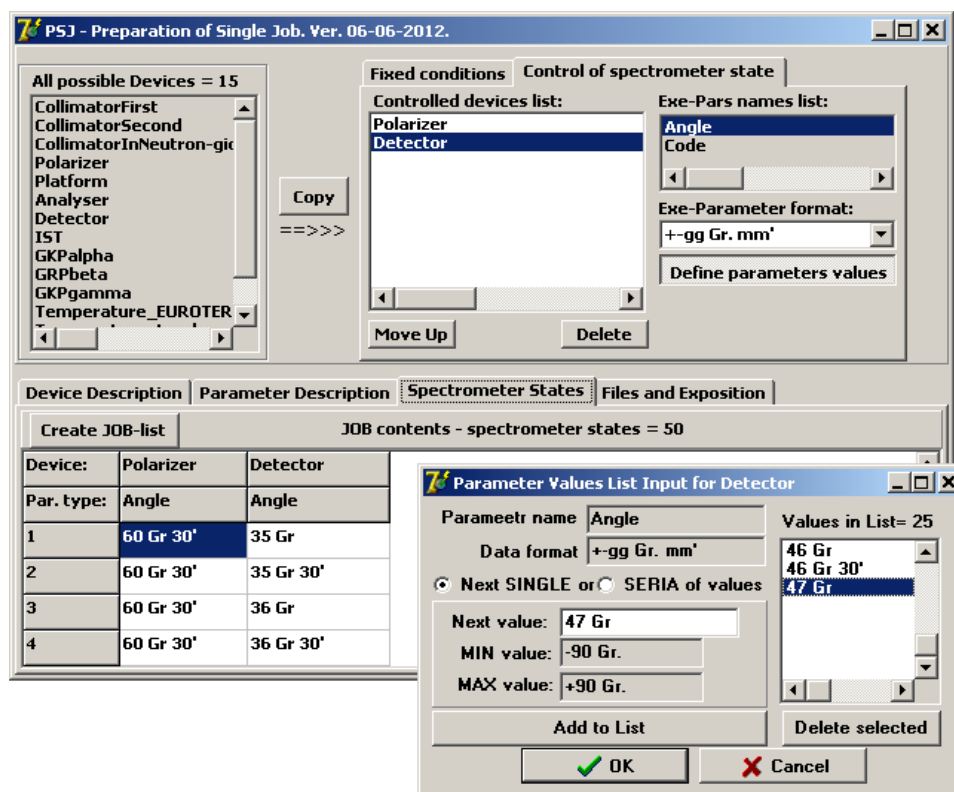 PSJ - Preparation of Single Job. Ver. 06-06-2012.
All possible Devices = 15
CollimatorFirst
CollimatorSecond
CollimatorInNeutron-gic
Polarizer
Platform
Analyser
Detector
IST
GKPalpha
GRPbeta
GKPgamma
Temperature_EUROTER
Copy
==>>>
Fixed conditions
Control of spectrometer state
Controlled devices list:
Polarizer
Detector
Move Up
Delete
Exe-Pars names list:
Angle
Code
Exe-Parameter format:
+-gg Gr. mm'
Define parameters values
Device Description
Parameter Description
Spectrometer States
Files and Exposition
Create JOB-list
JOB contents - spectrometer states = 50
Device: Polarizer Detector
Par. type: Angle Angle
1 60 Gr 30' 35 Gr
2 60 Gr 30' 35 Gr 30'
3 60 Gr 30' 36 Gr
4 60 Gr 30' 36 Gr 30'
Parameter Values List Input for Detector
Parameetr name Angle
Data format +-gg Gr. mm'
Next SINGLE or SERIA of values
Next value: 47 Gr
MIN value: -90 Gr.
MAX value: +90 Gr.
Add to List
Values in List= 25
46 Gr
46 Gr 30'
47 Gr
Delete selected
OK
Cancel